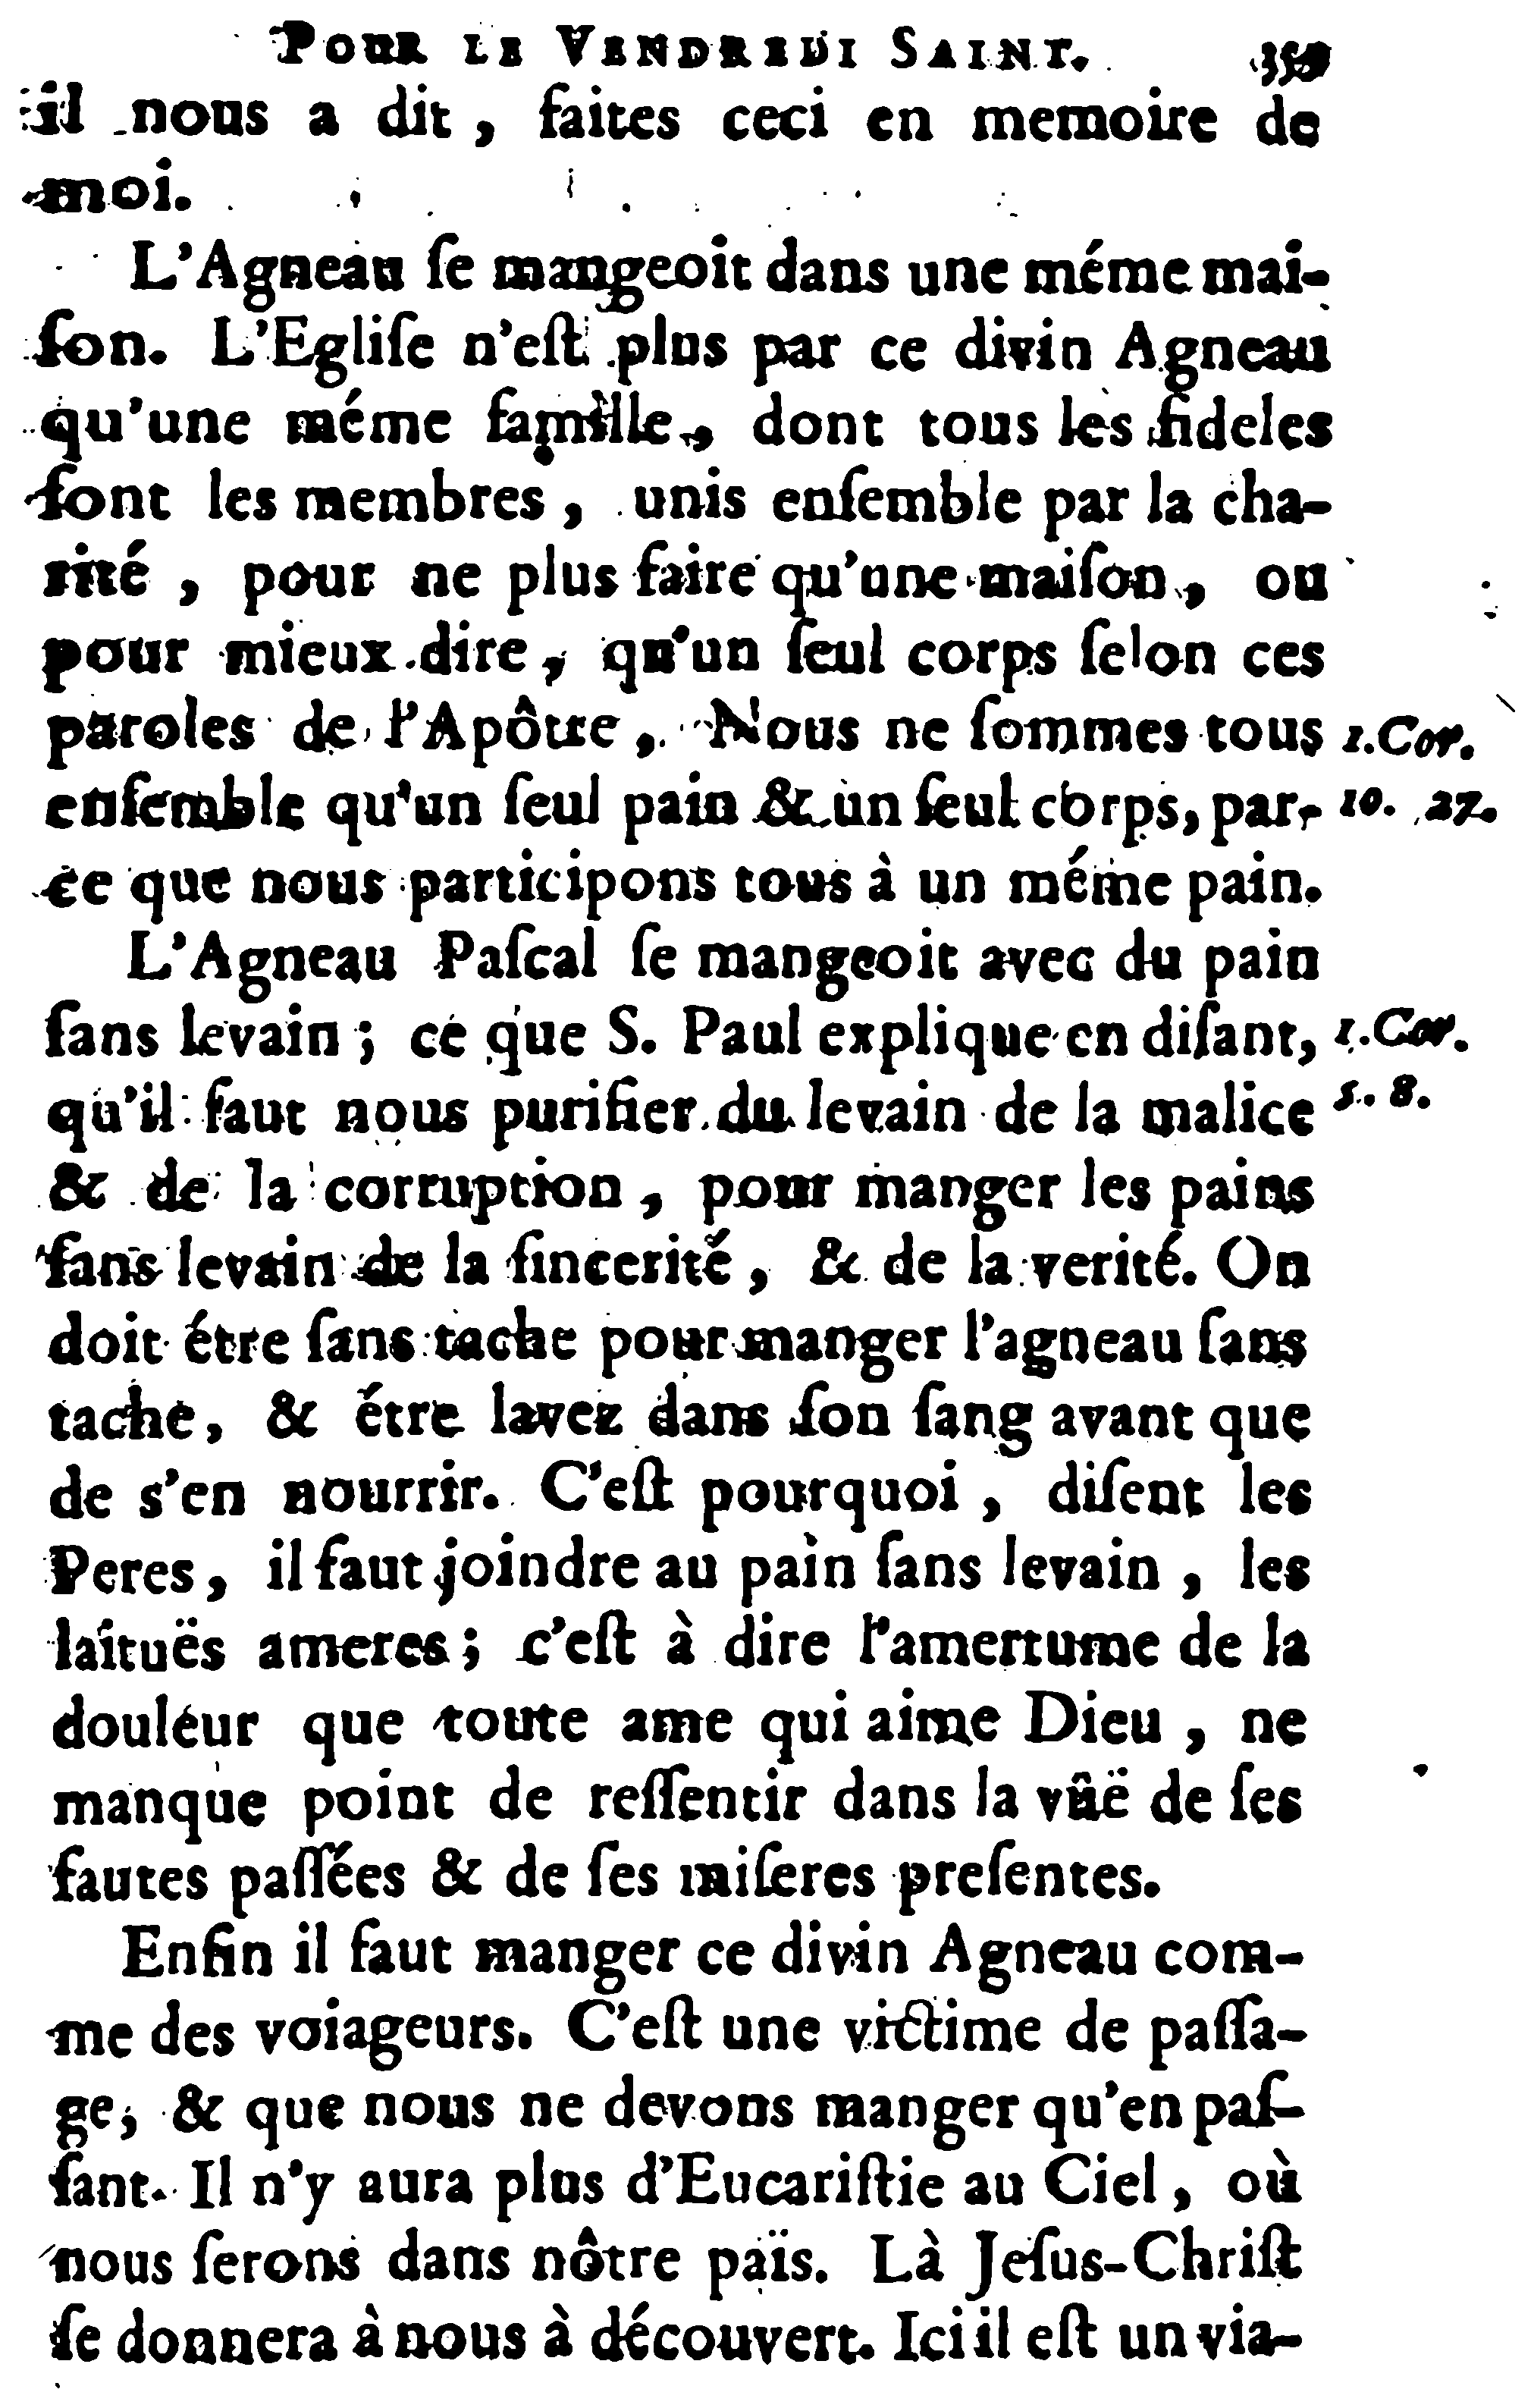 POUR LE VENDREDI SAINT.
il nous a dit, faites ceci en memoire de
moi.
L'Agneau ſe mangeoit dans une méme mai-
ſon. L'Egliſe n'eſt plus par ce divin Agneau
qu'une méme famille, dont tous les fideles
ſont les membres, unis enſemble par la cha-
rité, pour ne plus faire qu'une maiſon, ou
pour mieux dire, qu'un ſeul corps ſelon ces
paroles de l'Apôtre, Nous ne ſommes tous
1. Cor.
enſemble qu'un ſeul pain & un ſeul corps, par-
10. 17.
ce que nous participons tous à un méme pain.
L'Agneau Paſcal ſe mangeoit avec du pain
ſans levain; ce que S. Paul explique en diſant,
1. Cor.
qu'il faut nous purifier du levain de la malice
5. 8.
& de la corruption, pour manger les pains
ſans levain de la ſincerité, & de la verité. On
doit étre ſans tache pour manger l'agneau ſans
tache, & étre lavez dans ſon ſang avant que
de s'en nourrir. C'eſt pourquoi, diſent les
Peres, il faut joindre au pain ſans levain, les
laituës ameres; c'eſt à dire l'amertume de la
douleur que toute ame qui aime Dieu, ne
manque point de reſſentir dans la vûë de ſes
fautes paſſées & de ſes miſeres preſentes.
Enfin il faut manger ce divin Agneau com-
me des voiageurs. C'eſt une victime de paſſa-
ge, & que nous ne devons manger qu'en paſ-
ſant. Il n'y aura plus d'Eucariſtie au Ciel, où
nous ſerons dans nôtre païs. Là Jeſus-Chriſt
ſe donnera à nous à découvert. Ici il eſt un via-